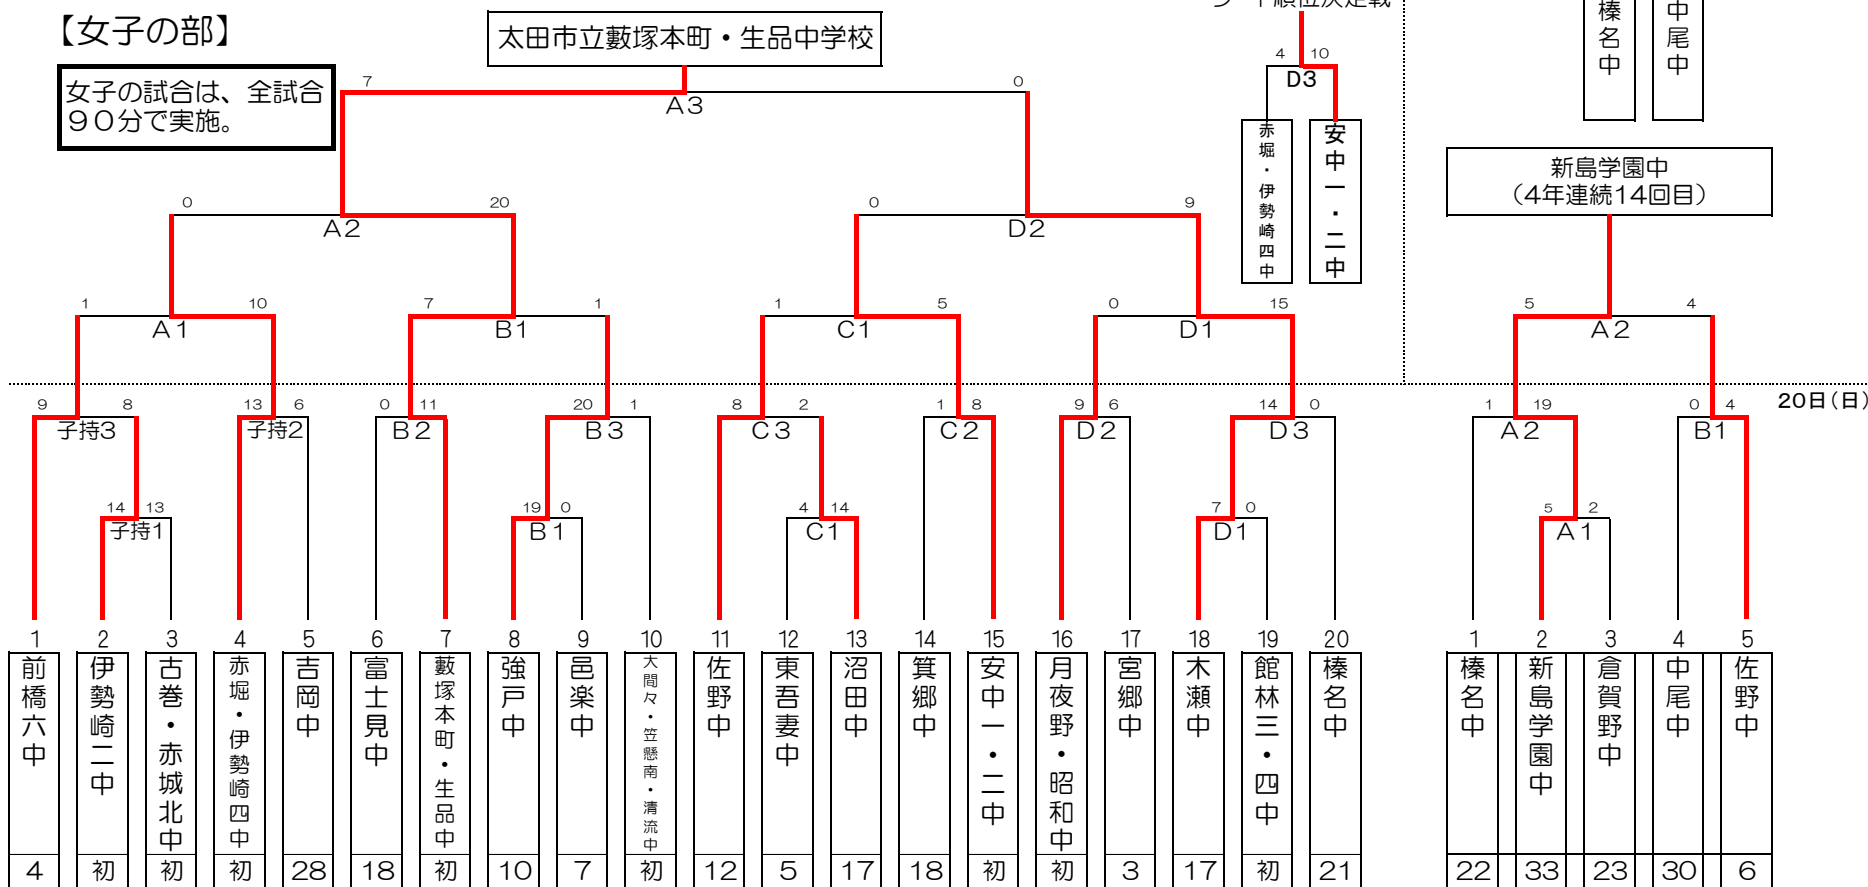 シード順位決定戦
榛名中
中尾中
【女子の部】
太田市立藪塚本町・生品中学校
女子の試合は、全試合
90分で実施。
4 10
D3
赤堀・伊勢崎四中
安中一・二中
7 0
A3
新島学園中
(4年連続14回目)
0 20
A2
0 9
D2
1 10
A1
7 1
B1
1 5
C1
0 15
D1
5 4
A2
20日(日)
9 8
子持3
13 6
子持2
0 11
B2
20 1
B3
8 2
C3
1 8
C2
9 6
D2
14 0
D3
1 19
A2
0 4
B1
14 13
子持1
19 0
B1
4 14
C1
7 0
D1
5 2
A1
1 2 3 4 5 6 7 8 9 10 11 12 13 14 15 16 17 18 19 20
前橋六中
伊勢崎二中
古巻・赤城北中
赤堀・伊勢崎四中
吉岡中
富士見中
藪塚本町・生品中
強戸中
邑楽中
大間々・笠懸南・清流中
佐野中
東吾妻中
沼田中
箕郷中
安中一・二中
月夜野・昭和中
宮郷中
木瀬中
館林三・四中
榛名中
4 初 初 初 28 18 初 10 7 初 12 5 17 18 初 初 3 17 初 21
1 2 3 4 5
榛名中
新島学園中
倉賀野中
中尾中
佐野中
22 33 23 30 6